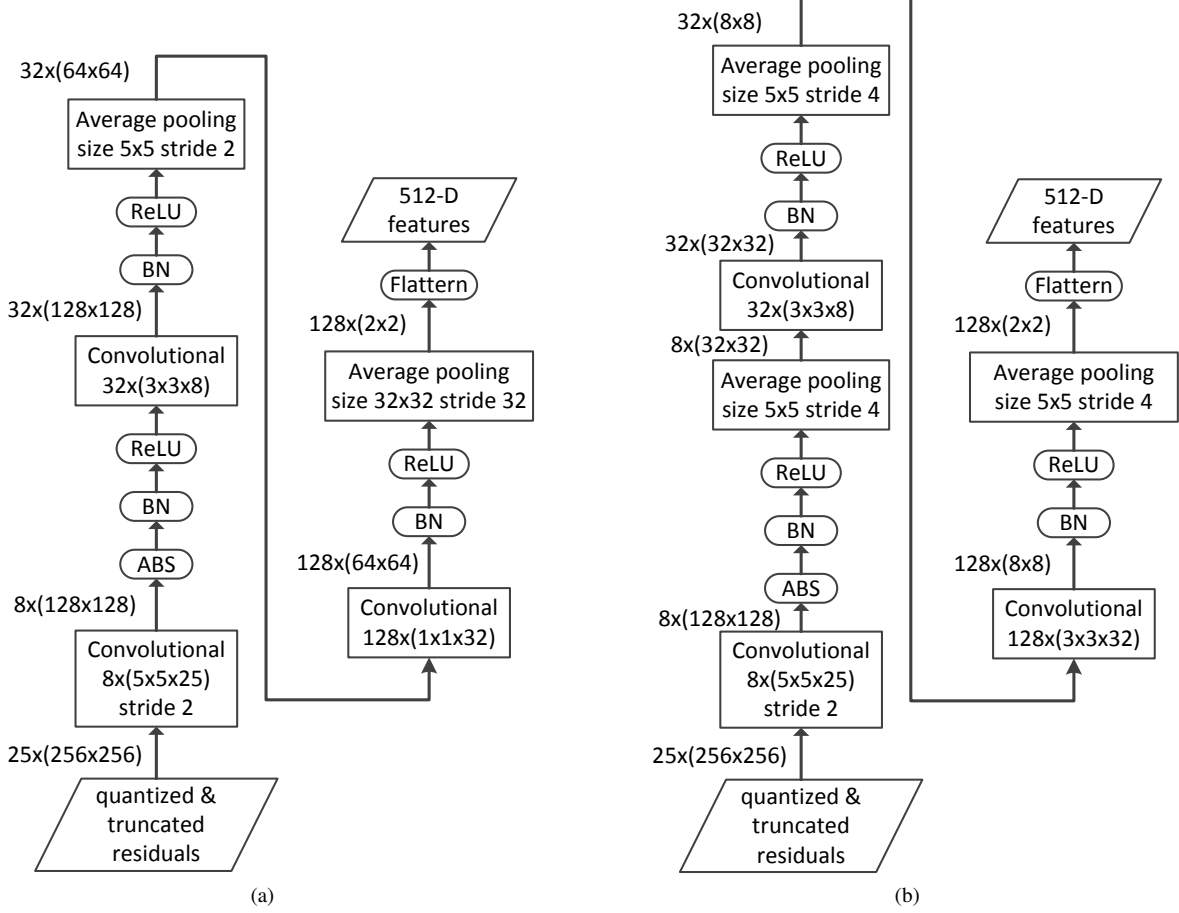 32x(64x64)
Average pooling
size 5x5 stride 2
ReLU
BN
32x(128x128)
Convolutional
32x(3x3x8)
ReLU
BN
ABS
8x(128x128)
Convolutional
8x(5x5x25)
stride 2
25x(256x256)
quantized &
truncated
residuals
512-D
features
Flattern
128x(2x2)
Average pooling
size 32x32 stride 32
ReLU
BN
128x(64x64)
Convolutional
128x(1x1x32)
(a)
32x(8x8)
Average pooling
size 5x5 stride 4
ReLU
BN
32x(32x32)
Convolutional
32x(3x3x8)
8x(32x32)
Average pooling
size 5x5 stride 4
ReLU
BN
ABS
8x(128x128)
Convolutional
8x(5x5x25)
stride 2
25x(256x256)
quantized &
truncated
residuals
512-D
features
Flattern
128x(2x2)
Average pooling
size 5x5 stride 4
ReLU
BN
128x(8x8)
Convolutional
128x(3x3x32)
(b)